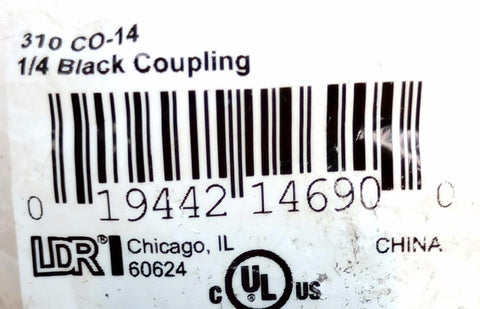 310 CO-14
1/4 Black Coupling
0 19442 14690 0
LDR® Chicago, IL
60624
CHINA
C UL US